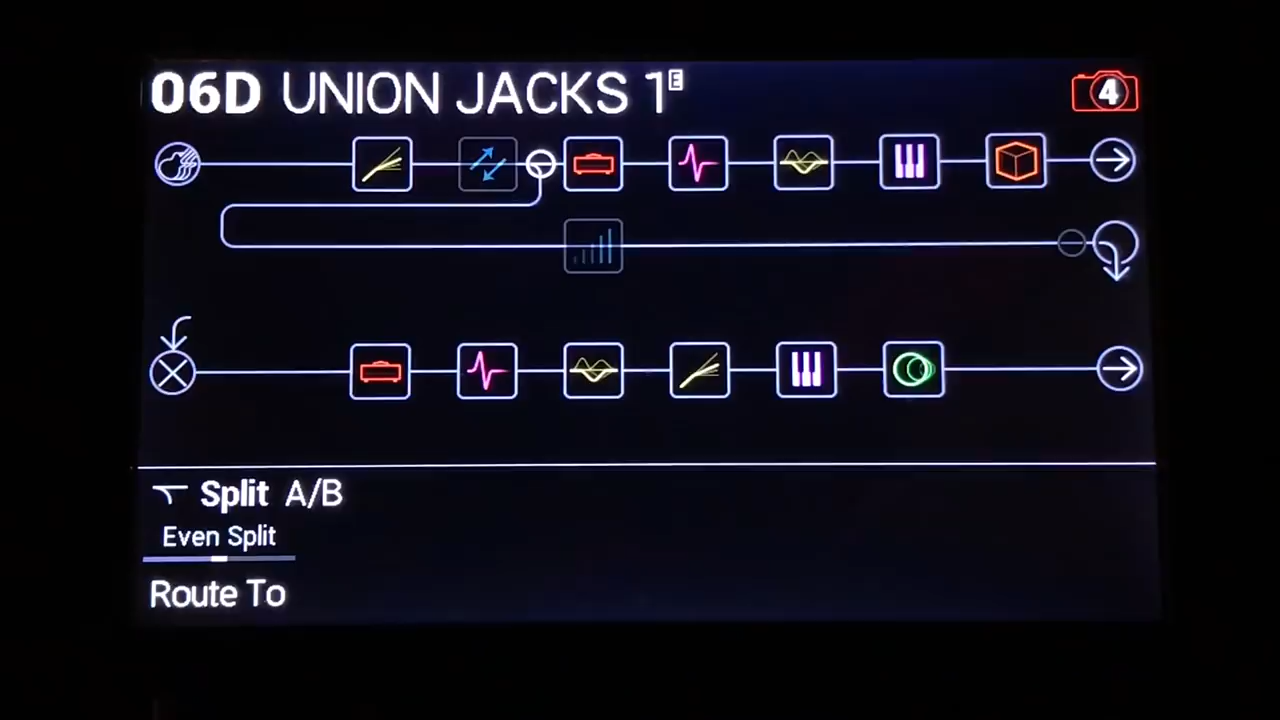 06D UNION JACKS 1E
4
Split A/B
Even Split
Route To